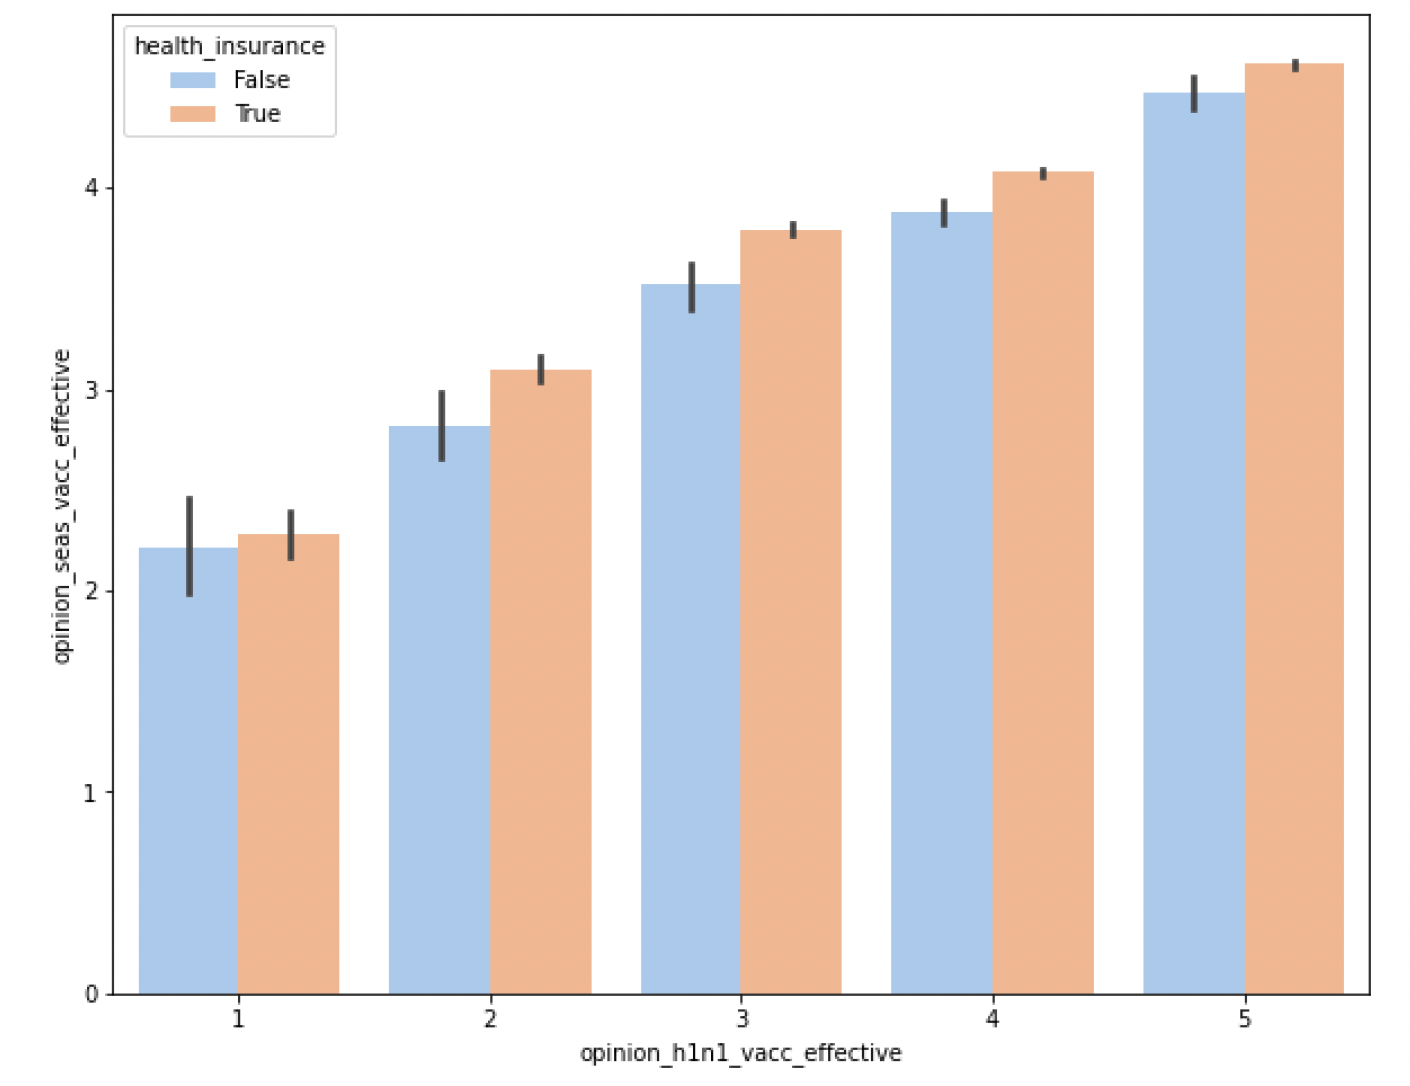 health_insurance
False
True
4
3
2
1
0
opinion_seas_vacc_effective
1 2 3 4 5
opinion_h1n1_vacc_effective